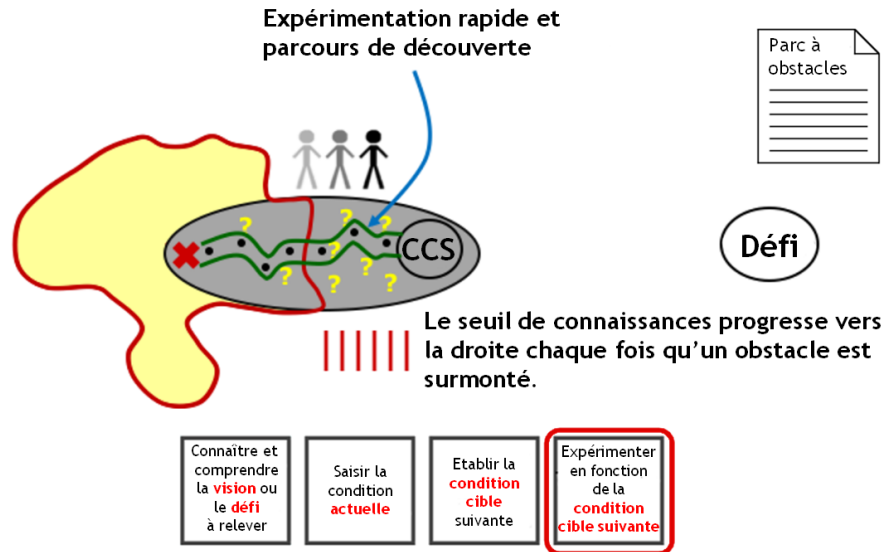 Expérimentation rapide et
parcours de découverte
Parc à
obstacles
?
?
?
?
?
?
?
?
CCS
Défi
Le seuil de connaissances progresse vers
la droite chaque fois qu'un obstacle est
surmonté.
Connaître et
comprendre
la vision ou
le défi
à relever
Saisir la
condition
actuelle
Etablir la
condition
cible
suivante
Expérimenter
en fonction
de la
condition
cible suivante